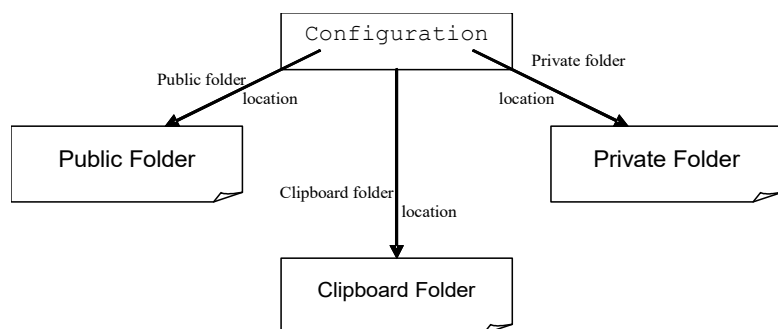 Configuration
Private folder
location
Public folder
location
Public Folder
Private Folder
Clipboard folder
location
Clipboard Folder